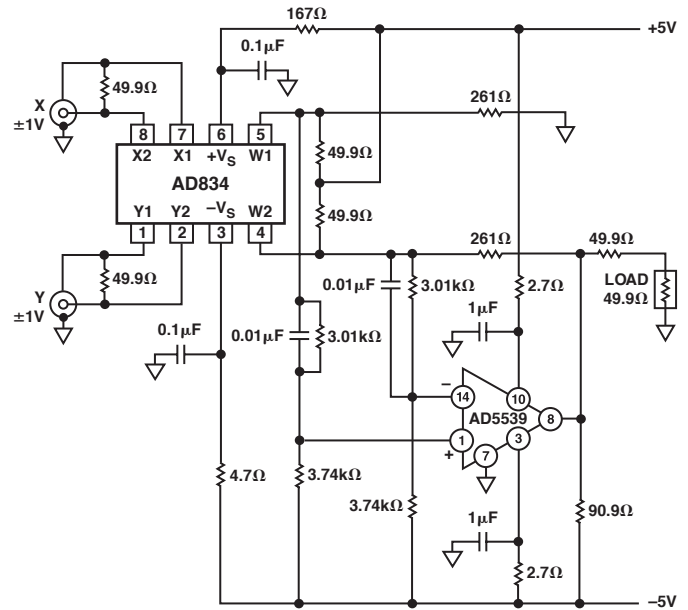 167Ω
+5V
0.1µF
X
±1V
49.9Ω
261Ω
8 7 6 5
X2 X1 +VS W1
49.9Ω
AD834
Y1 Y2 −VS W2
1 2 3 4
49.9Ω
261Ω
49.9Ω
Y
±1V
49.9Ω
0.01µF
3.01kΩ
2.7Ω
LOAD
49.9Ω
0.1µF
0.01µF
3.01kΩ
1µF
−
14
10
AD5539
8
1
3
+
7
4.7Ω
3.74kΩ
3.74kΩ
1µF
90.9Ω
2.7Ω
−5V